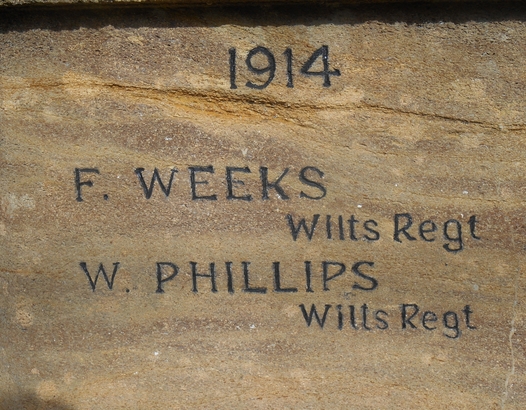 1914
F. WEEKS
Wilts Regt
W. PHILLIPS
Wilts Regt